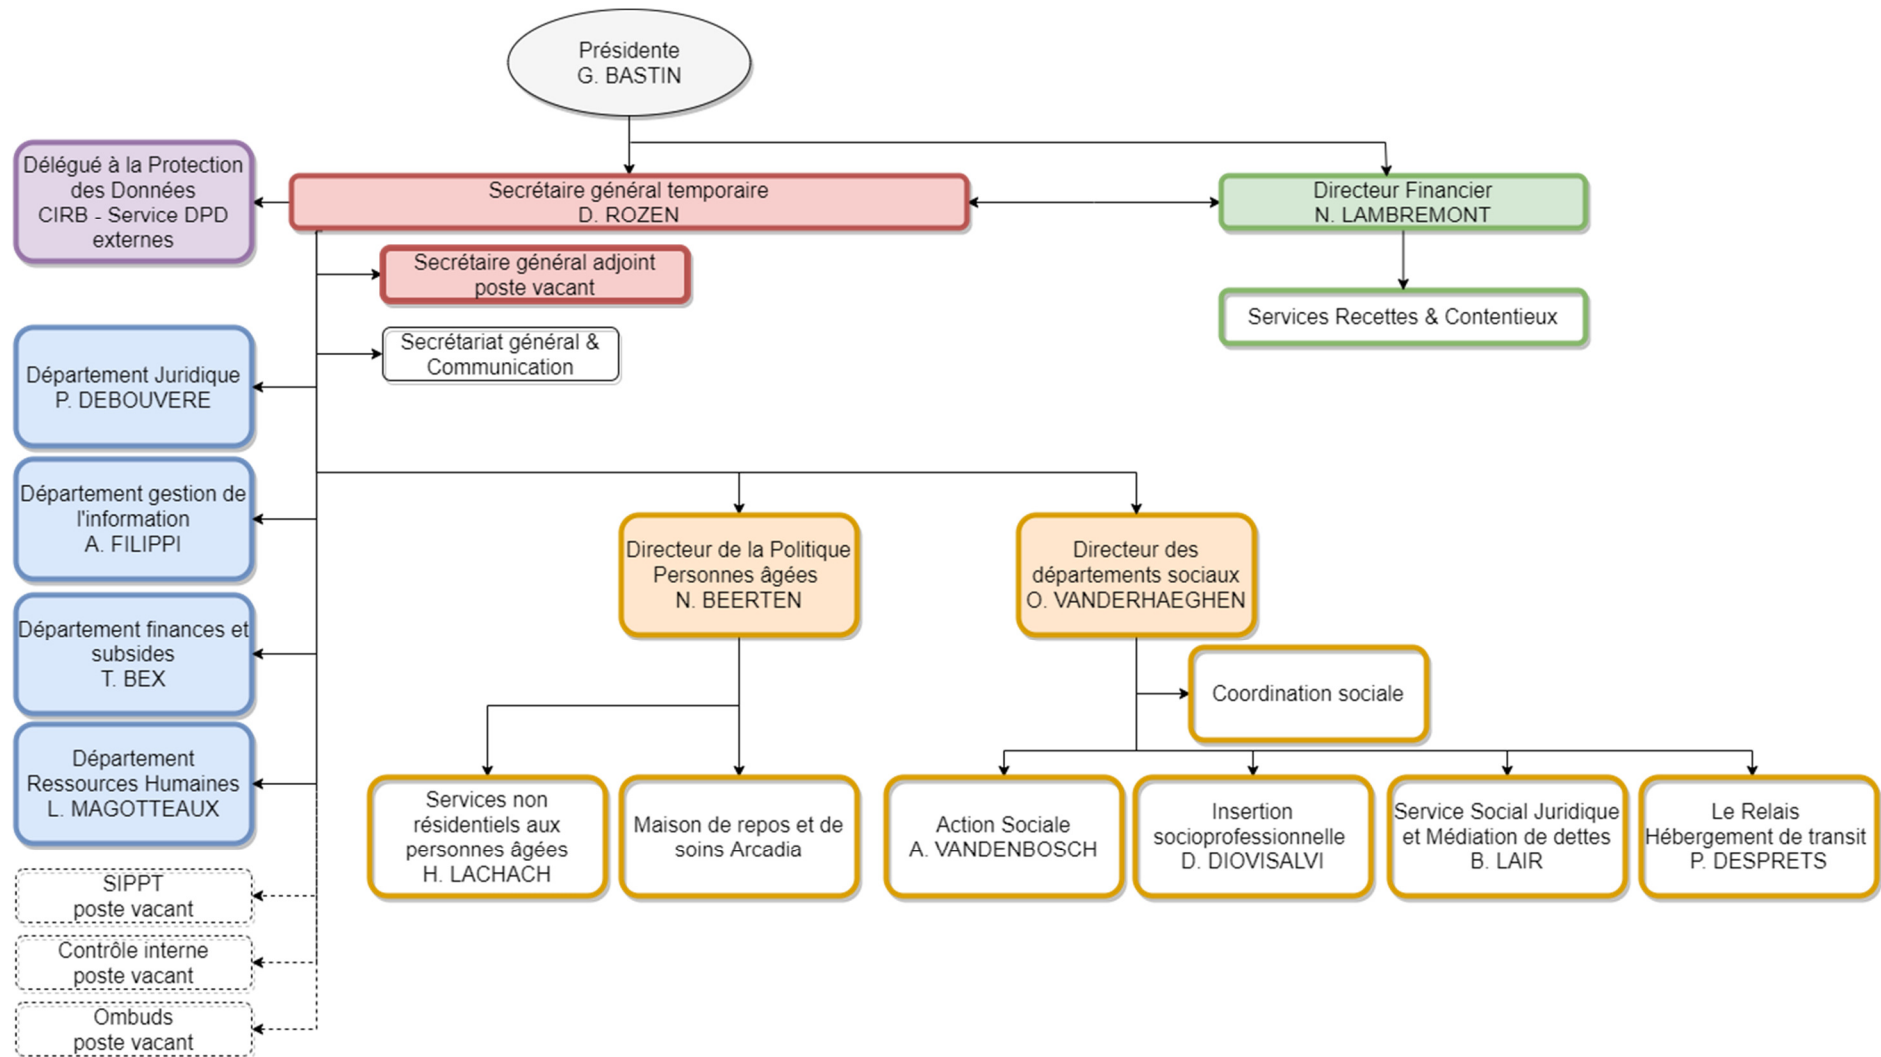 Présidente
G. BASTIN
Délégué à la Protection
des Données
CIRB - Service DPD
externes
Secrétaire général temporaire
D. ROZEN
Directeur Financier
N. LAMBREMONT
Secrétaire général adjoint
poste vacant
Services Recettes & Contentieux
Secrétariat général &
Communication
Département Juridique
P. DEBOUVERE
Département gestion de
l'information
A. FILIPPI
Directeur de la Politique
Personnes âgées
N. BEERTEN
Directeur des
départements sociaux
O. VANDERHAEGHEN
Département finances et
subsides
T. BEX
Coordination sociale
Département
Ressources Humaines
L. MAGOTTEAUX
Services non
résidentiels aux
personnes âgées
H. LACHACH
Maison de repos et de
soins Arcadia
Action Sociale
A. VANDENBOSCH
Insertion
socioprofessionnelle
D. DIOVISALVI
Service Social Juridique
et Médiation de dettes
B. LAIR
Le Relais
Hébergement de transit
P. DESPRETS
SIPPT
poste vacant
Contrôle interne
poste vacant
Ombuds
poste vacant